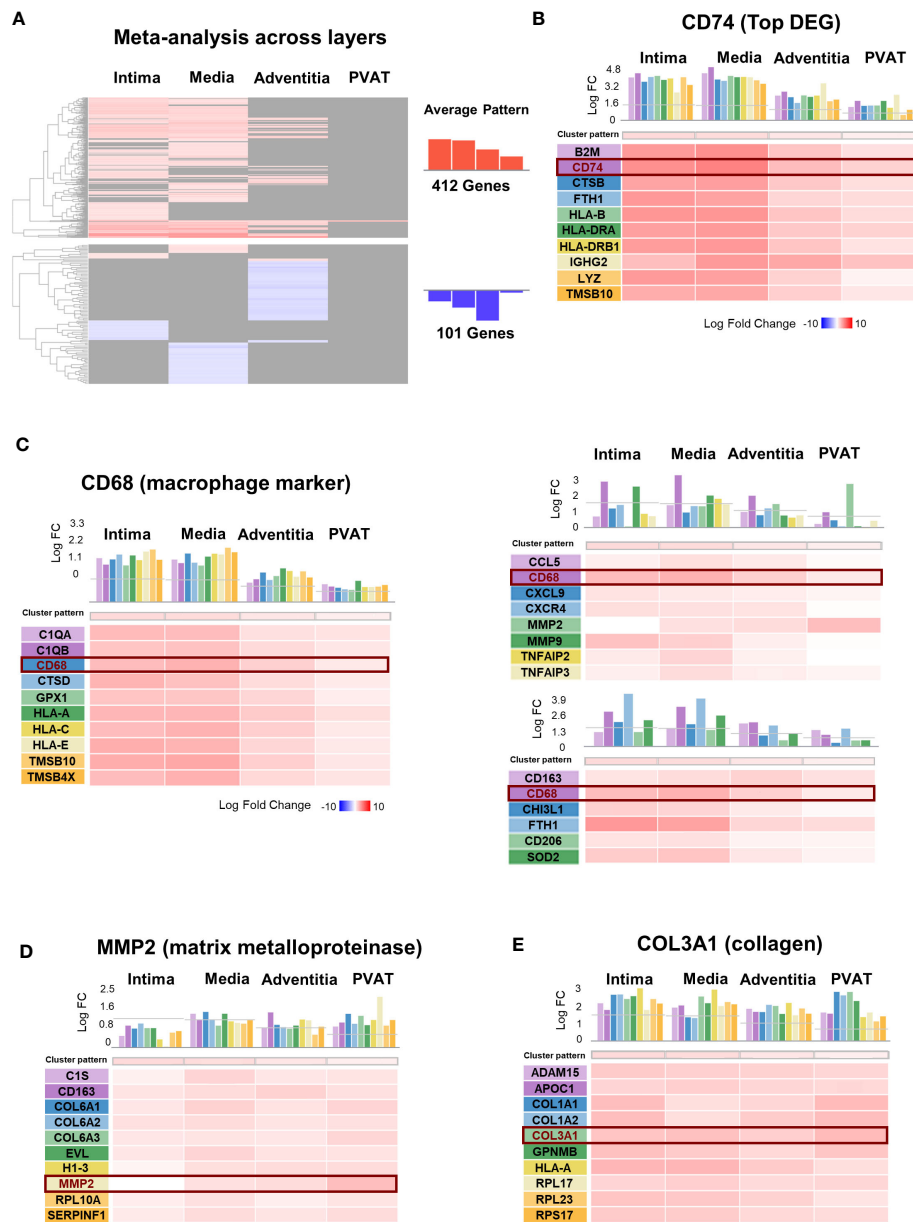 A
Meta-analysis across layers
Intima Media Adventitia PVAT
Average Pattern
412 Genes
101 Genes
B
CD74 (Top DEG)
Intima Media Adventitia PVAT
Log FC
4.8
3.2
1.6
0
Cluster pattern
B2M
CD74
CTSB
FTH1
HLA-B
HLA-DRA
HLA-DRB1
IGHG2
LYZ
TMSB10
Log Fold Change -10 10
C
CD68 (macrophage marker)
Intima Media Adventitia PVAT
Log FC
3.3
2.2
1.1
0
Cluster pattern
C1QA
C1QB
CD68
CTSD
GPX1
HLA-A
HLA-C
HLA-E
TMSB10
TMSB4X
Log Fold Change -10 10
Intima Media Adventitia PVAT
Log FC
3
2
1
0
Cluster pattern
CCL5
CD68
CXCL9
CXCR4
MMP2
MMP9
TNFAIP2
TNFAIP3
Log FC
3.9
2.6
1.3
0
Cluster pattern
CD163
CD68
CHI3L1
FTH1
CD206
SOD2
D
MMP2 (matrix metalloproteinase)
Intima Media Adventitia PVAT
Log FC
2.5
1.6
0.8
0
Cluster pattern
C1S
CD163
COL6A1
COL6A2
COL6A3
EVL
H1-3
MMP2
RPL10A
SERPINF1
E
COL3A1 (collagen)
Intima Media Adventitia PVAT
Log FC
3
2
1
0
Cluster pattern
ADAM15
APOC1
COL1A1
COL1A2
COL3A1
GPNMB
HLA-A
RPL17
RPL23
RPS17